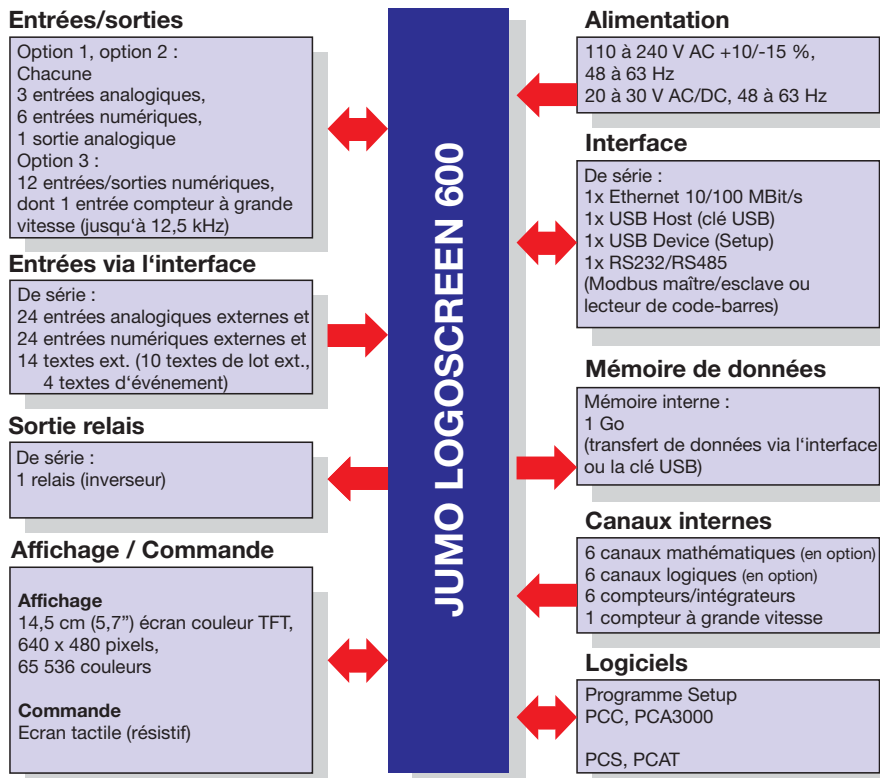 Entrées/sorties
Option 1, option 2 :
Chacune
3 entrées analogiques,
6 entrées numériques,
1 sortie analogique
Option 3 :
12 entrées/sorties numériques,
dont 1 entrée compteur à grande
vitesse (jusqu‘à 12,5 kHz)
Entrées via l‘interface
De série :
24 entrées analogiques externes et
24 entrées numériques externes et
14 textes ext. (10 textes de lot ext.,
4 textes d‘événement)
Sortie relais
De série :
1 relais (inverseur)
Affichage / Commande
Affichage
14,5 cm (5,7”) écran couleur TFT,
640 x 480 pixels,
65 536 couleurs
Commande
Ecran tactile (résistif)
JUMO LOGOSCREEN 600
Alimentation
110 à 240 V AC +10/-15 %,
48 à 63 Hz
20 à 30 V AC/DC, 48 à 63 Hz
Interface
De série :
1x Ethernet 10/100 MBit/s
1x USB Host (clé USB)
1x USB Device (Setup)
1x RS232/RS485
(Modbus maître/esclave ou
lecteur de code-barres)
Mémoire de données
Mémoire interne :
1 Go
(transfert de données via l‘interface
ou la clé USB)
Canaux internes
6 canaux mathématiques (en option)
6 canaux logiques (en option)
6 compteurs/intégrateurs
1 compteur à grande vitesse
Logiciels
Programme Setup
PCC, PCA3000
PCS, PCAT